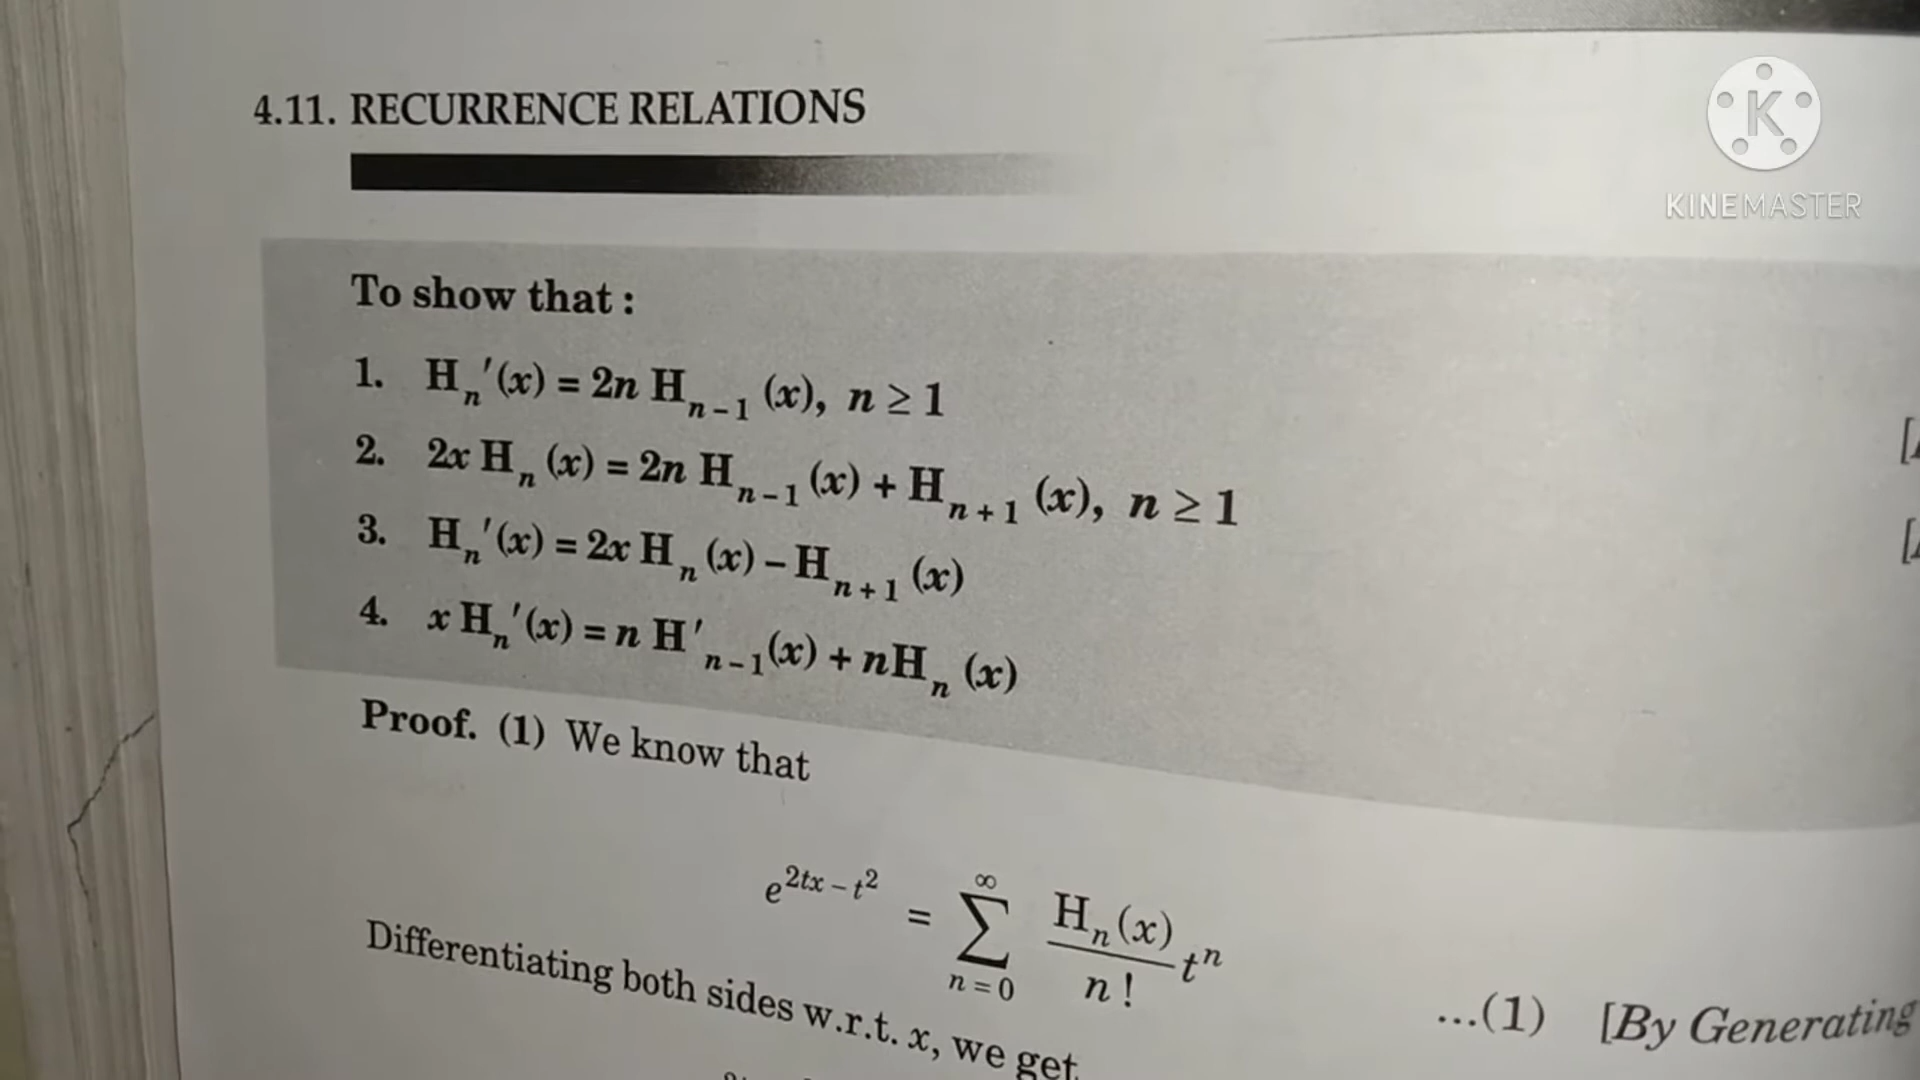 4.11. RECURRENCE RELATIONS
K
KINEMASTER
To show that :
1. Hₙ′(x) = 2n Hₙ₋₁ (x), n ≥ 1
2. 2x Hₙ (x) = 2n Hₙ₋₁ (x) + Hₙ₊₁ (x), n ≥ 1
3. Hₙ′(x) = 2x Hₙ (x) – Hₙ₊₁ (x)
4. x Hₙ′(x) = n H′ₙ₋₁(x) + nHₙ (x)
Proof. (1) We know that
e^{2tx – t²} = ∑_{n = 0}^{∞} \frac{Hₙ(x)}{n !} tⁿ ...(1) [By Generating
Differentiating both sides w.r.t. x, we get